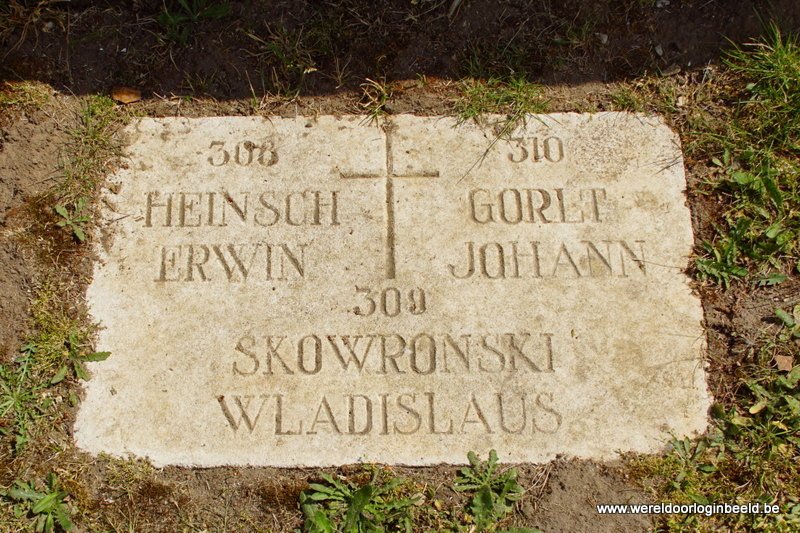 308
HEINSCH
ERWIN
310
GORLT
JOHANN
309
SKOWRONSKI
WLADISLAUS
www.wereldoorloginbeeld.be